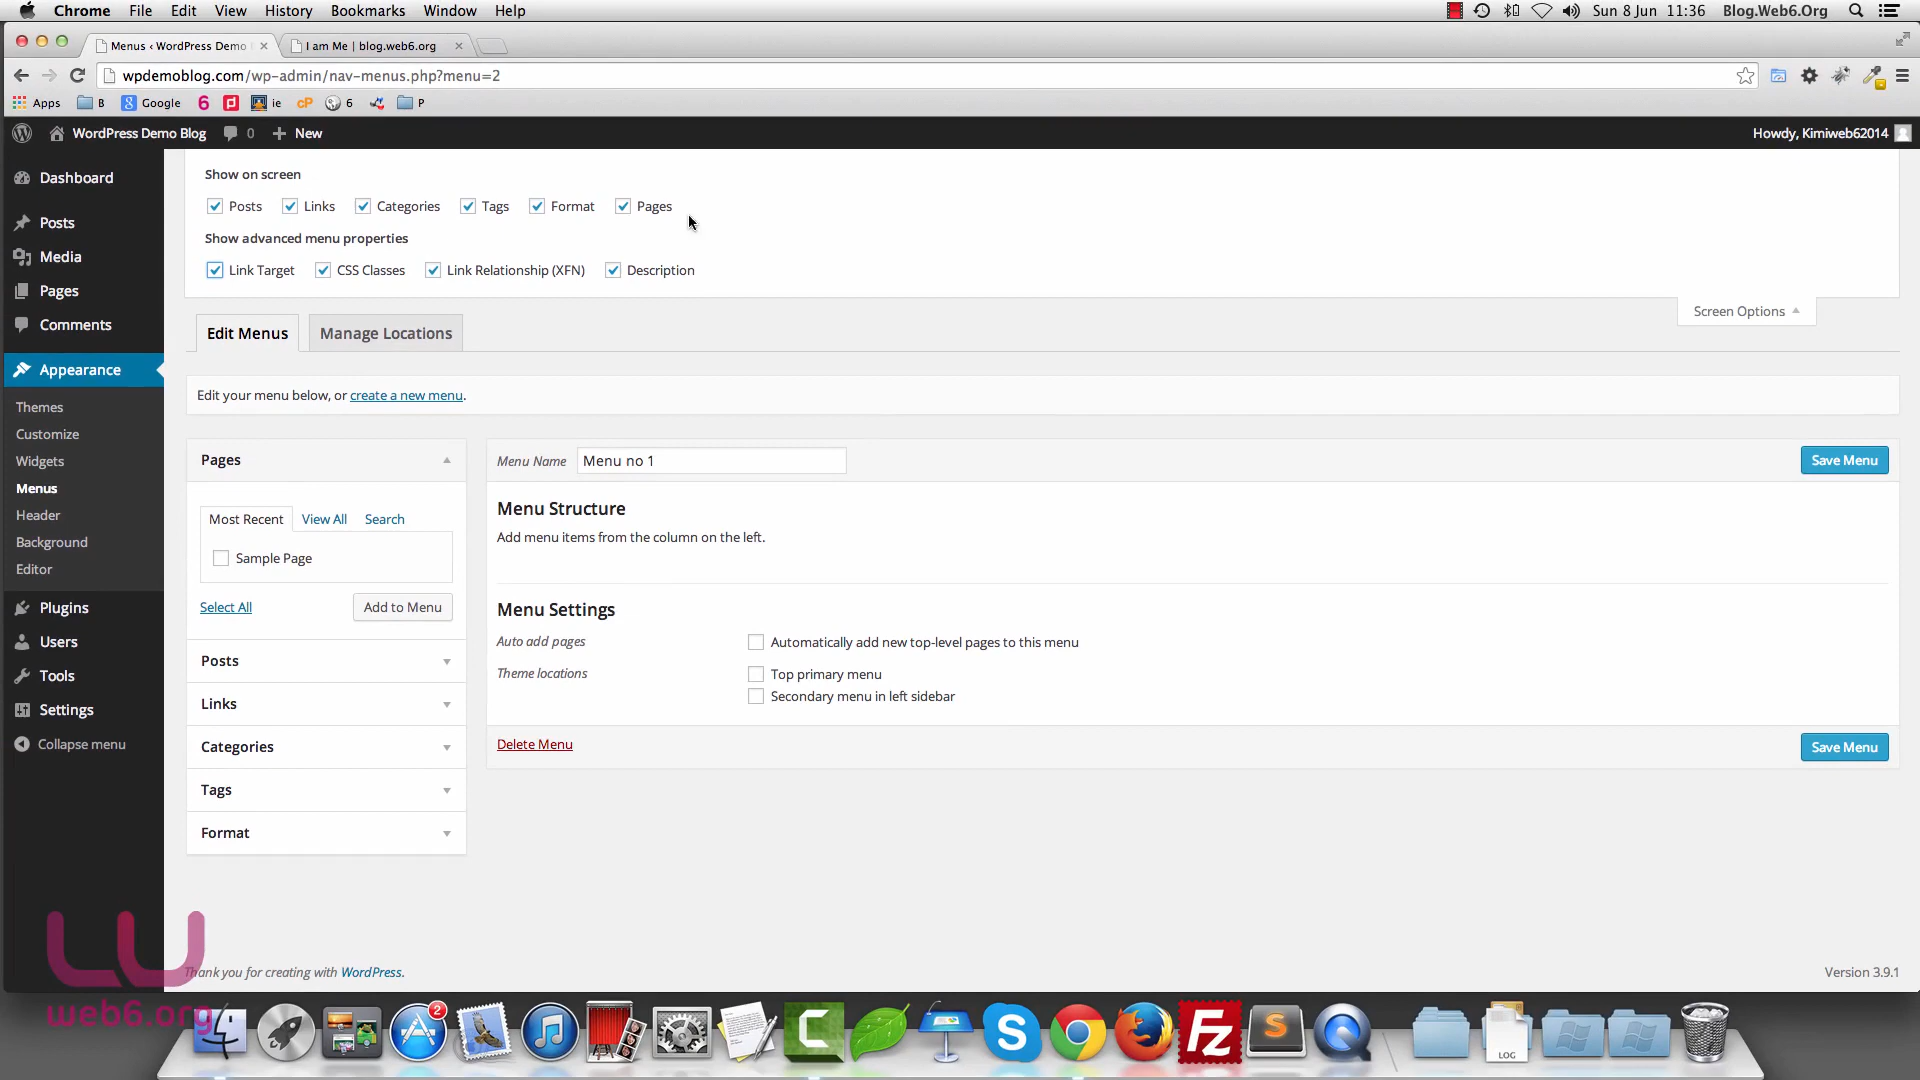 Chrome File Edit View History Bookmarks Window Help Sun 8 Jun 11:36 Blog.Web6.Org
Menus ‹ WordPress Demo I am Me | blog.web6.org
wpdemoblog.com/wp-admin/nav-menus.php?menu=2
Apps B Google 6 ie cP 6 P
WordPress Demo Blog 0 + New Howdy, Kimiweb62014
Dashboard
Posts
Media
Pages
Comments
Appearance
Themes
Customize
Widgets
Menus
Header
Background
Editor
Plugins
Users
Tools
Settings
Collapse menu
Show on screen
Posts Links Categories Tags Format Pages
Show advanced menu properties
Link Target CSS Classes Link Relationship (XFN) Description
Screen Options
Edit Menus Manage Locations
Edit your menu below, or create a new menu.
Pages
Most Recent View All Search
Sample Page
Select All Add to Menu
Posts
Links
Categories
Tags
Format
Menu Name Menu no 1 Save Menu
Menu Structure
Add menu items from the column on the left.
Menu Settings
Auto add pages Automatically add new top-level pages to this menu
Theme locations Top primary menu
Secondary menu in left sidebar
Delete Menu Save Menu
Thank you for creating with WordPress. Version 3.9.1
web6.org
2
C
S
Fz
S
LOG